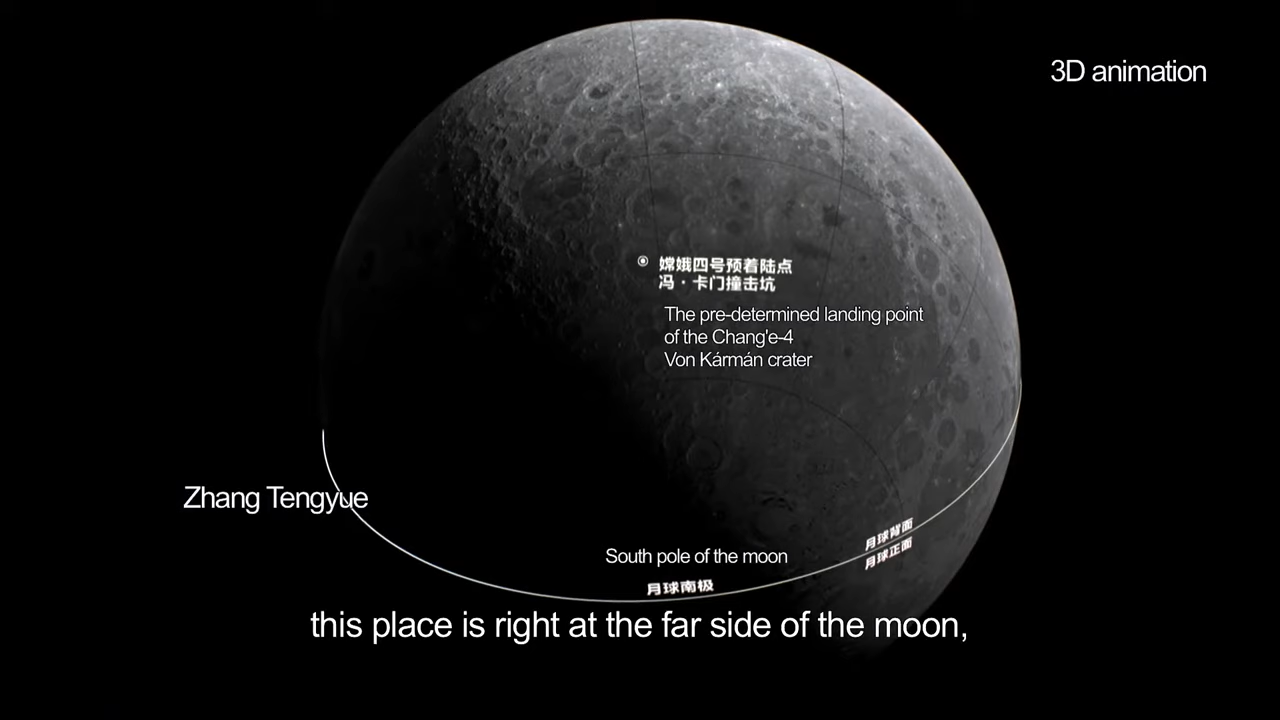 3D animation
嫦娥四号预着陆点
冯·卡门撞击坑
The pre-determined landing point
of the Chang'e-4
Von Kármán crater
Zhang Tengyue
月球背面
月球正面
South pole of the moon
月球南极
this place is right at the far side of the moon,